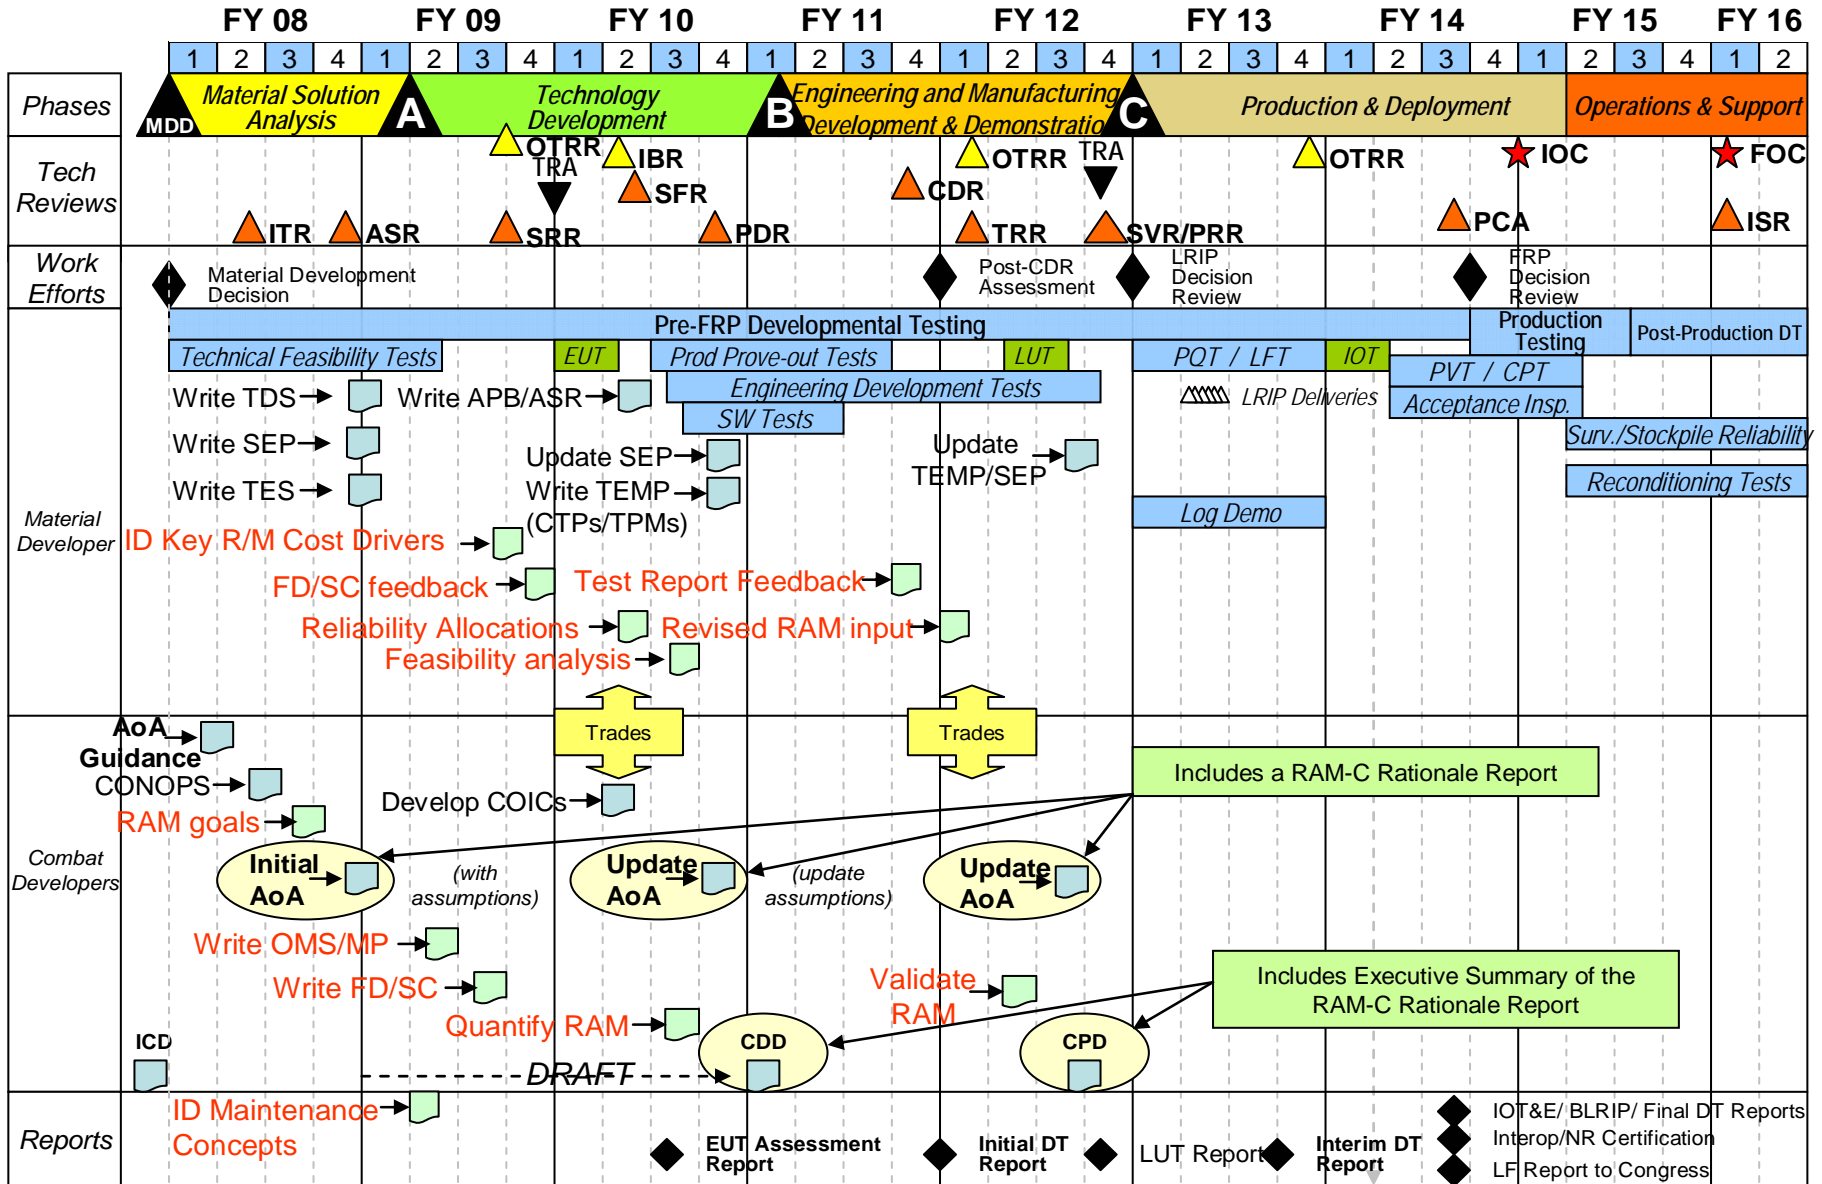 FY 08 FY 09 FY 10 FY 11 FY 12 FY 13 FY 14 FY 15 FY 16
1 2 3 4 1 2 3 4 1 2 3 4 1 2 3 4 1 2 3 4 1 2 3 4 1 2 3 4 1 2 3 4 1 2
Phases
MDD
Material Solution
Analysis
A
Technology
Development
B
Engineering and Manufacturing
Development & Demonstratio
C
Production & Deployment
Operations & Support
Tech
Reviews
OTRR
TRA
IBR
SFR
ITR
ASR
SRR
PDR
CDR
OTRR
TRA
TRR
SVR/PRR
OTRR
IOC
FOC
PCA
ISR
Work
Efforts
Material Development
Decision
Post-CDR
Assessment
LRIP
Decision
Review
FRP
Decision
Review
Material
Developer
Pre-FRP Developmental Testing
Production
Testing
Post-Production DT
Technical Feasibility Tests
EUT
Prod Prove-out Tests
LUT
PQT / LFT
IOT
PVT / CPT
Engineering Development Tests
SW Tests
LRIP Deliveries
Acceptance Insp.
Surv./Stockpile Reliability
Reconditioning Tests
Log Demo
Write TDS
Write APB/ASR
Write SEP
Update SEP
Update
TEMP/SEP
Write TES
Write TEMP
(CTPs/TPMs)
ID Key R/M Cost Drivers
FD/SC feedback
Test Report Feedback
Reliability Allocations
Revised RAM input
Feasibility analysis
Trades
Trades
Combat
Developers
AoA
Guidance
CONOPS
Develop COICs
RAM goals
Includes a RAM-C Rationale Report
Initial
AoA
(with
assumptions)
Update
AoA
(update
assumptions)
Update
AoA
Write OMS/MP
Write FD/SC
Validate
RAM
Includes Executive Summary of the
RAM-C Rationale Report
Quantify RAM
ICD
DRAFT
CDD
CPD
Reports
ID Maintenance
Concepts
EUT Assessment
Report
Initial DT
Report
LUT Report
Interim DT
Report
IOT&E/ BLRIP/ Final DT Reports
Interop/NR Certification
LF Report to Congress